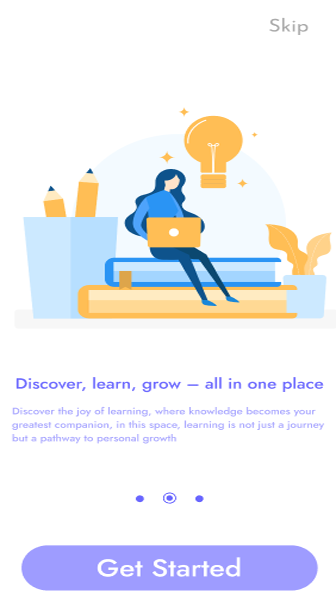 Skip
Discover, learn, grow – all in one place
Discover the joy of learning, where knowledge becomes your
greatest companion, in this space, learning is not just a journey
but a pathway to personal growth
Get Started